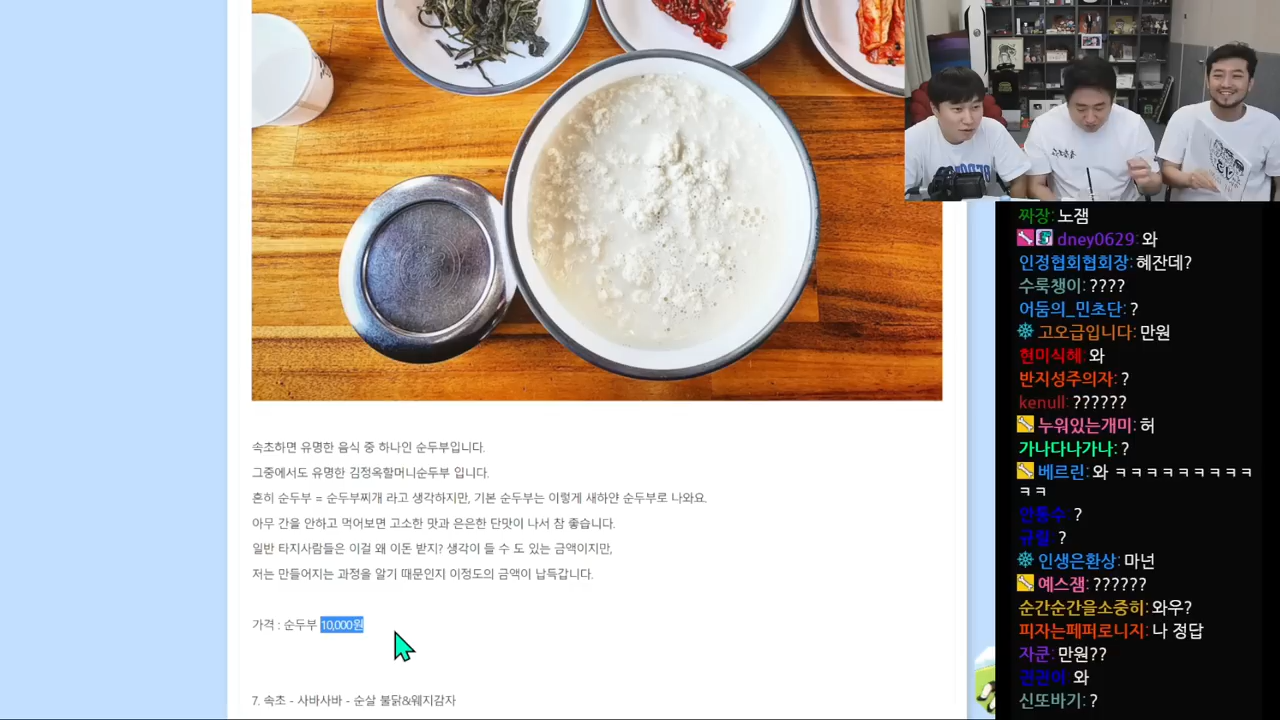 속초하면 유명한 음식 중 하나인 순두부입니다.
그중에서도 유명한 김정옥할머니순두부 입니다.
흔히 순두부 = 순두부찌개 라고 생각하지만, 기본 순두부는 이렇게 새하얀 순두부로 나와요.
아무 간을 안하고 먹어보면 고소한 맛과 은은한 단맛이 나서 참 좋습니다.
일반 타지사람들은 이걸 왜 이돈 받지? 생각이 들 수 도 있는 금액이지만,
저는 만들어지는 과정을 알기 때문인지 이정도의 금액이 납득갑니다.
가격 : 순두부 10,000원
7. 속초 - 사바사바 - 순살 불닭&웨지감자
짜장: 노잼
dney0629: 와
인정협회협회장: 혜잔데?
수룩챙이: ????
어둠의_민초단: ?
고오급입니다: 만원
현미식혜: 와
반지성주의자: ?
kenull: ??????
누워있는개미: 허
가나다나가나: ?
베르린: 와 ㅋㅋㅋㅋㅋㅋㅋㅋㅋ
ㅋㅋ
안통수: ?
규릴: ?
인생은환상: 마넌
예스잼: ??????
순간순간을소중히: 와우?
피자는페퍼로니지: 나 정답
자쿤: 만원??
와
신또바기: ?